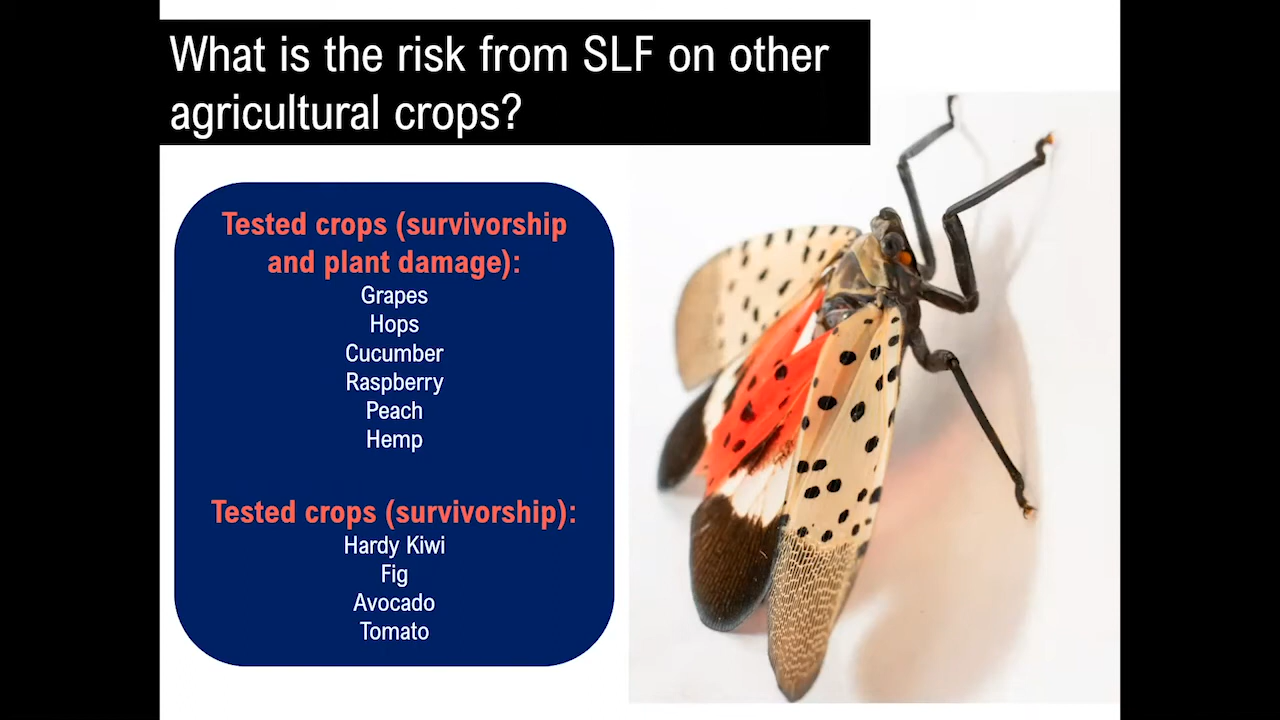 What is the risk from SLF on other
agricultural crops?
Tested crops (survivorship
and plant damage):
Grapes
Hops
Cucumber
Raspberry
Peach
Hemp
Tested crops (survivorship):
Hardy Kiwi
Fig
Avocado
Tomato